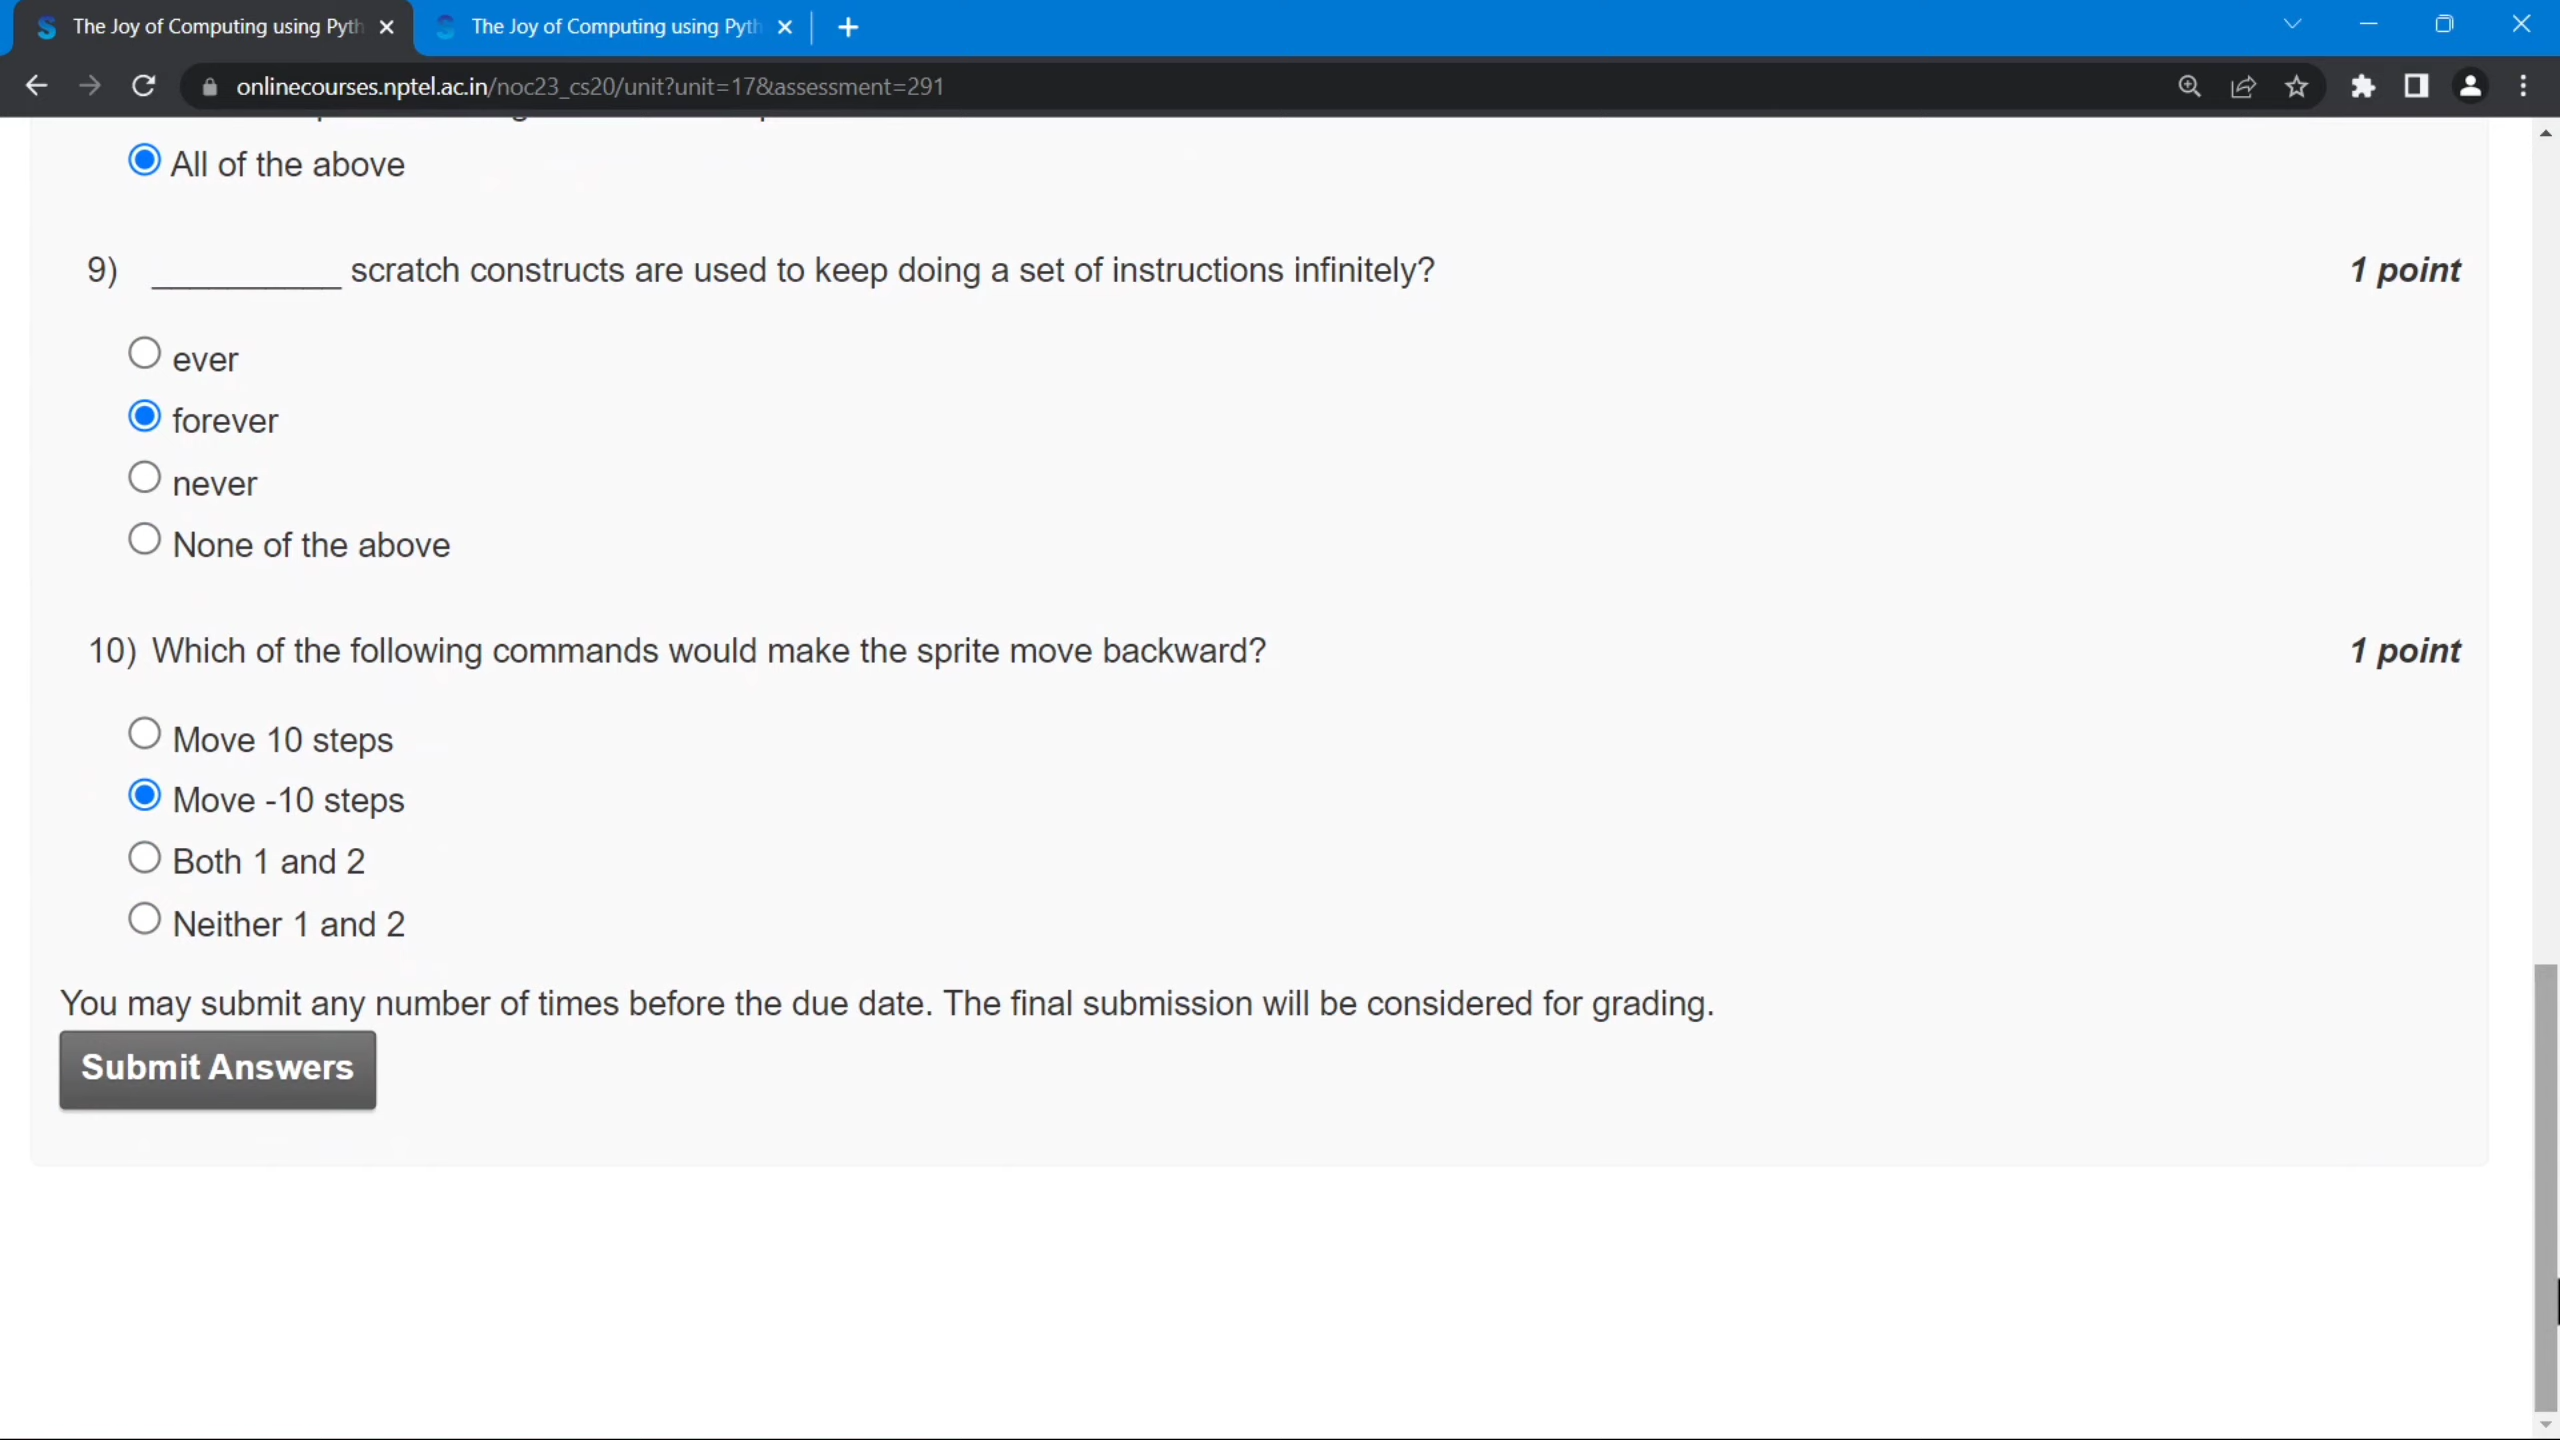 The Joy of Computing using Pyth
The Joy of Computing using Pyth
onlinecourses.nptel.ac.in/noc23_cs20/unit?unit=17&assessment=291
All of the above
9) __________ scratch constructs are used to keep doing a set of instructions infinitely? 1 point
ever
forever
never
None of the above
10) Which of the following commands would make the sprite move backward? 1 point
Move 10 steps
Move -10 steps
Both 1 and 2
Neither 1 and 2
You may submit any number of times before the due date. The final submission will be considered for grading.
Submit Answers